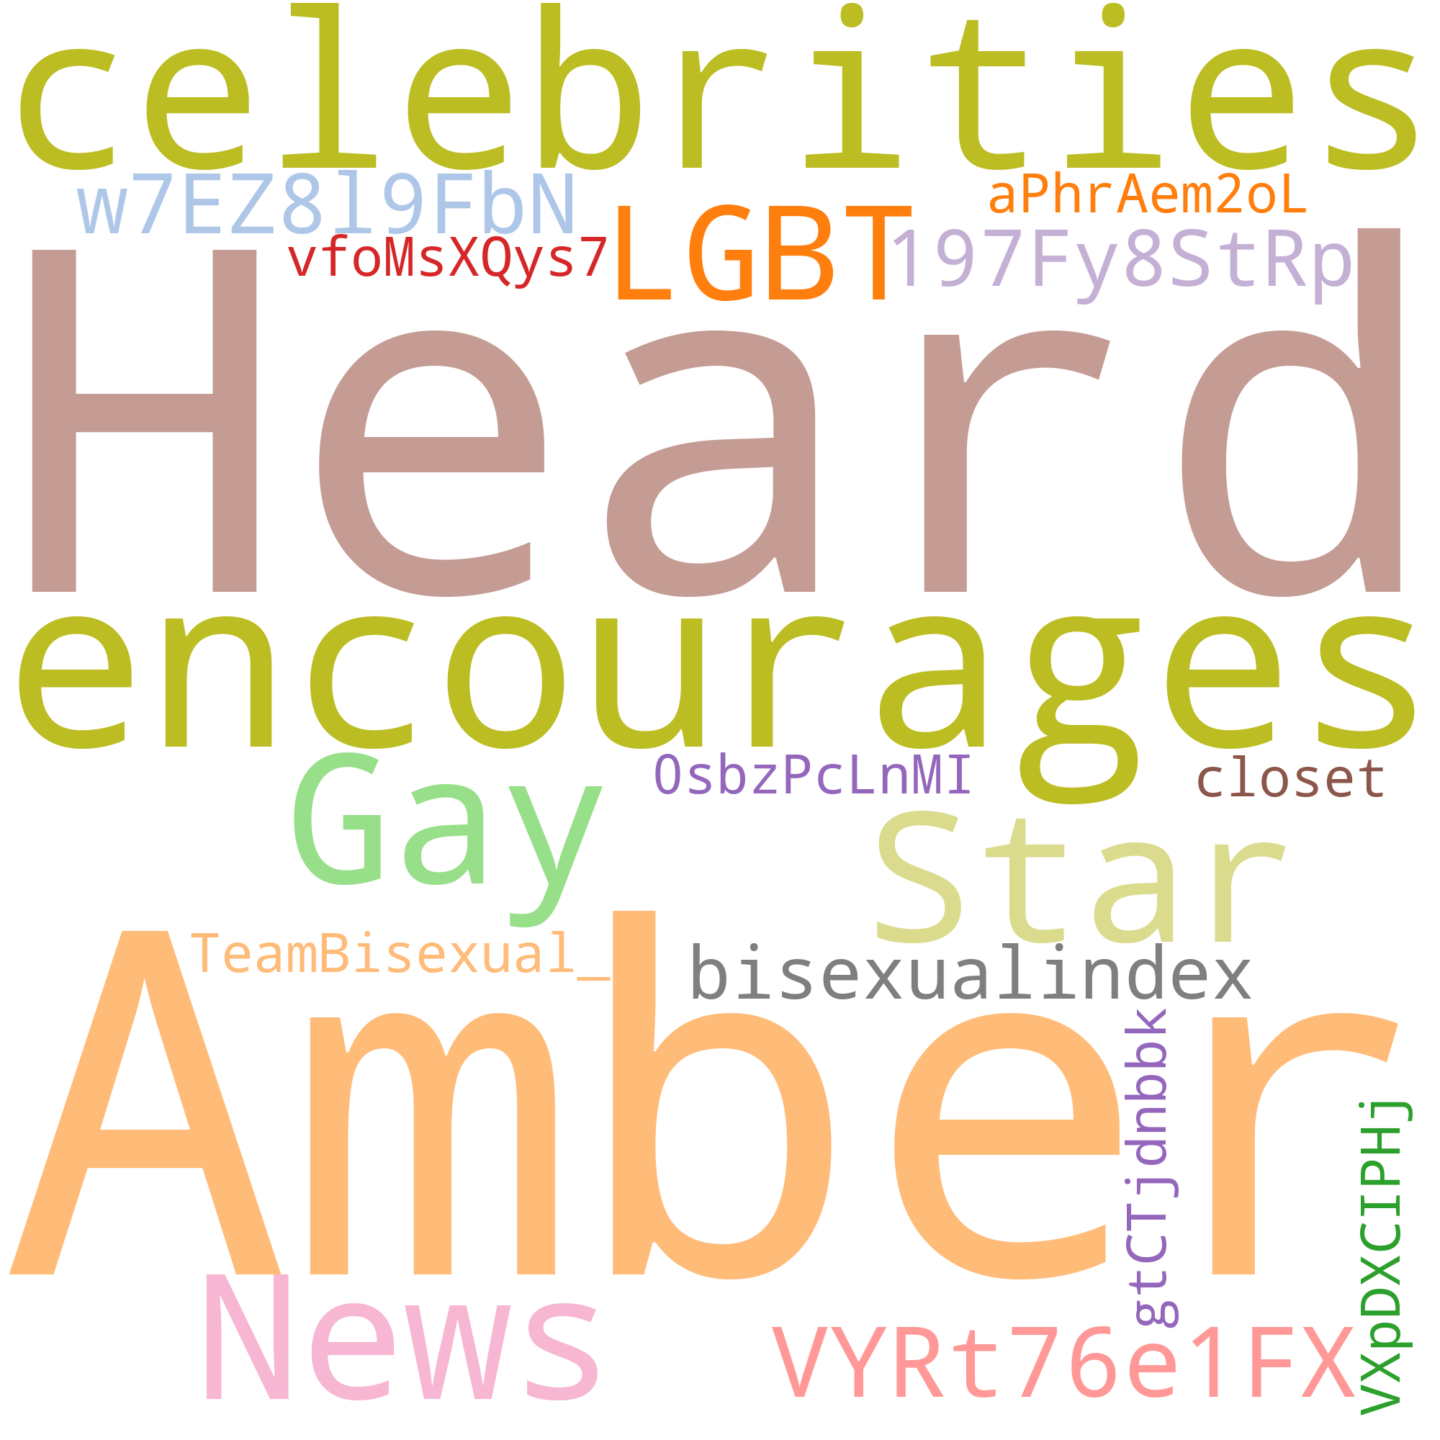 celebrities
w7EZ8l9FbN
aPhrAem2oL
LGBT
197Fy8StRp
vfoMsXQys7
Heard
encourages
Gay
OsbzPcLnMI
closet
Star
TeamBisexual_
bisexualindex
Amber
gtCTjdnbbk
VXpDXCIPHj
News
VYRt76e1FX